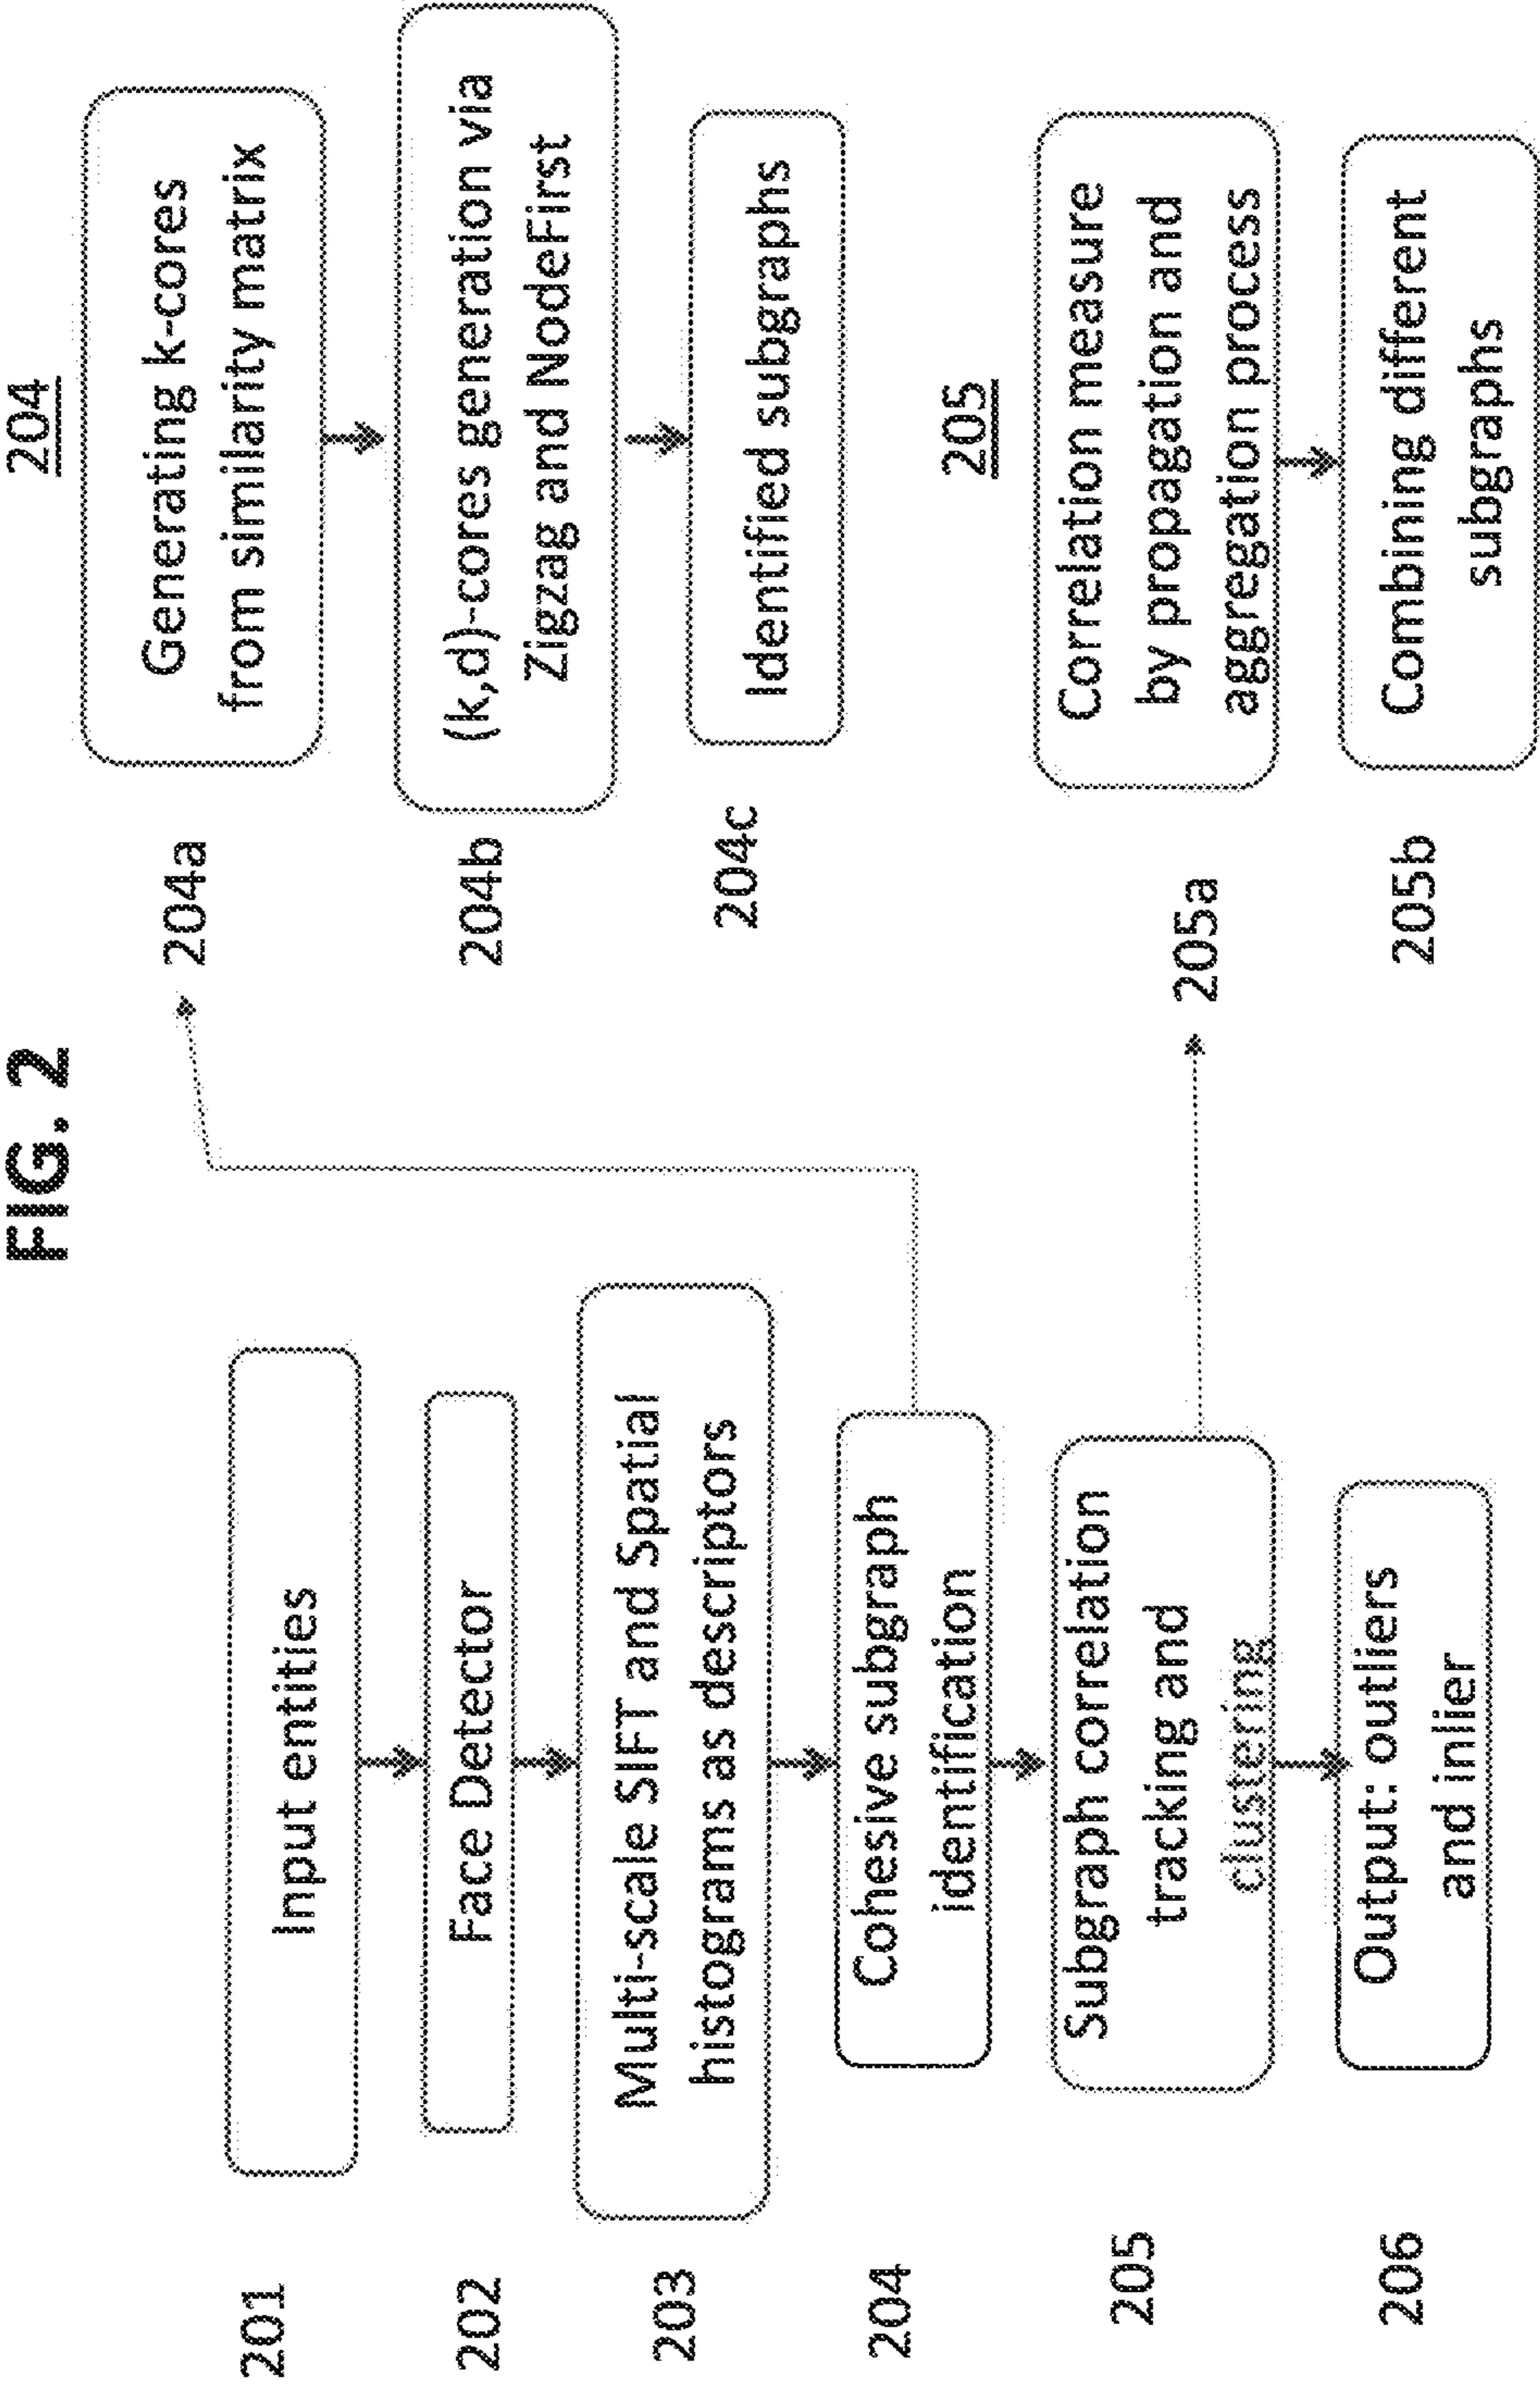 FIG. 2
201
Input entities
202
Face Detector
203
Multi-scale SIFT and Spatial
histograms as descriptors
204
Cohesive subgraph
identification
205
Subgraph correlation
tracking and
clustering
206
Output: outliers
and inlier
204
204a
Generating k-cores
from similarity matrix
204b
(k,d)-cores generation via
Zigzag and NodeFirst
204c
Identified subgraphs
205
205a
Correlation measure
by propagation and
aggregation process
205b
Combining different
subgraphs